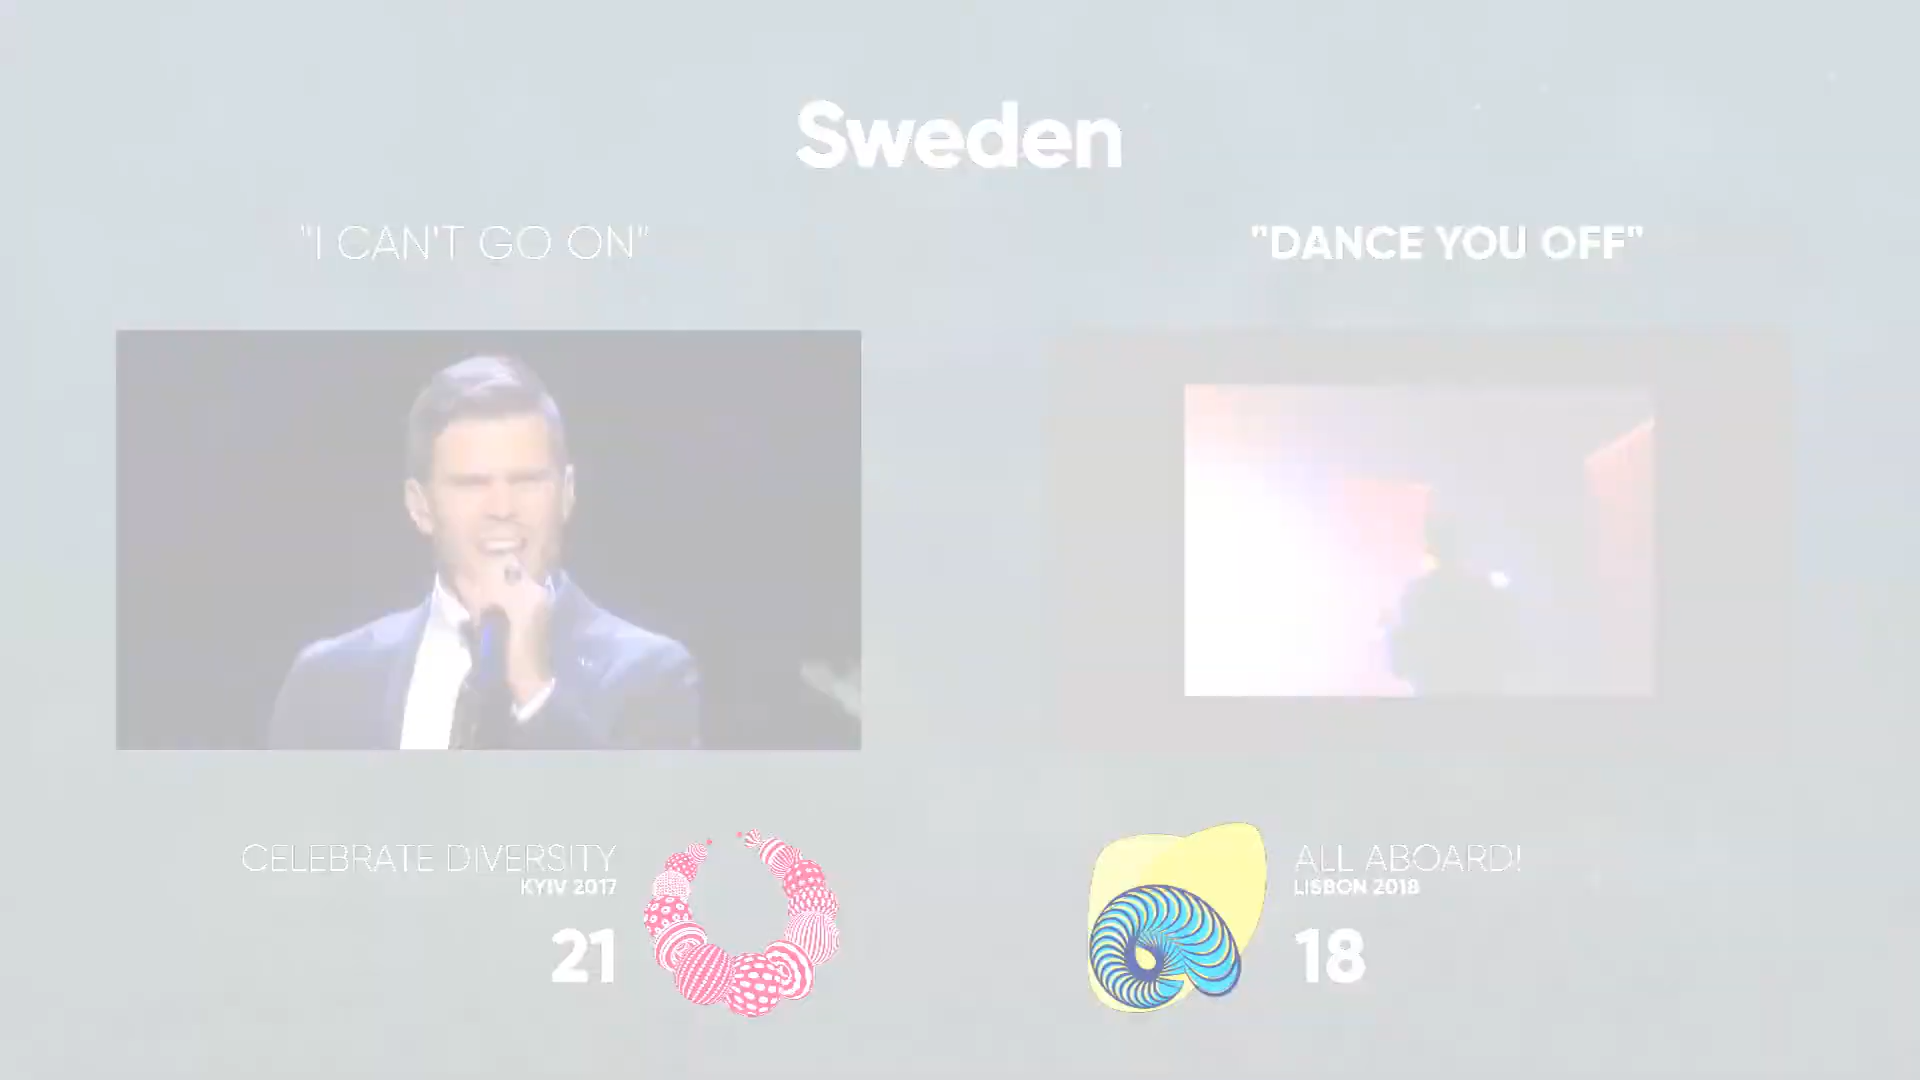 Sweden
"I CAN'T GO ON"
"DANCE YOU OFF"
CELEBRATE DIVERSITY
KYIV 2017
21
ALL ABOARD!
LISBON 2018
18